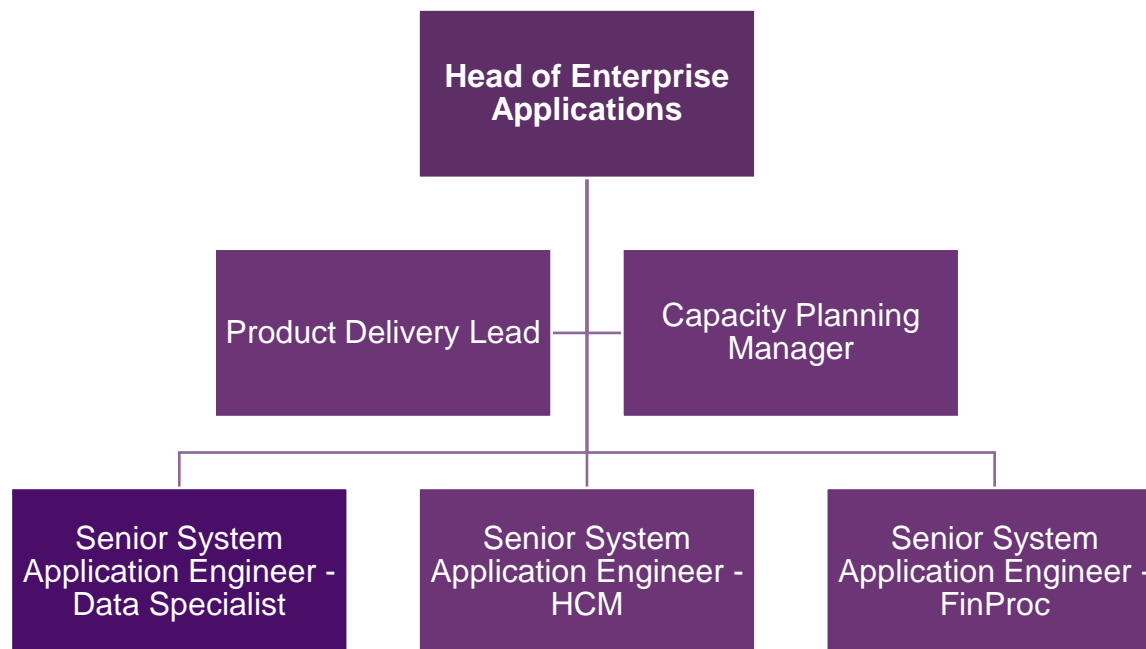 Head of Enterprise
Applications
Product Delivery Lead
Capacity Planning
Manager
Senior System
Application Engineer -
Data Specialist
Senior System
Application Engineer -
HCM
Senior System
Application Engineer -
FinProc